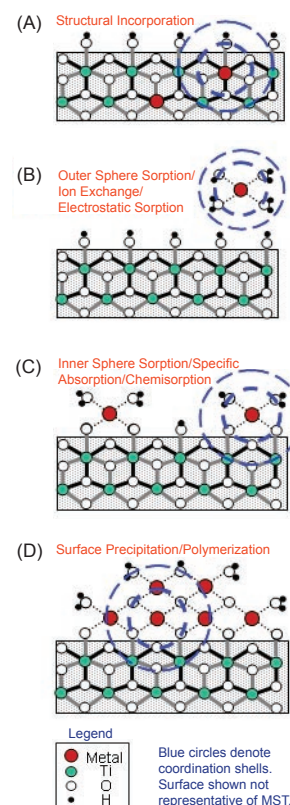 (A) Structural Incorporation
(B)
Outer Sphere Sorption/
Ion Exchange/
Electrostatic Sorption
(C) Inner Sphere Sorption/Specific
Absorption/Chemisorption
(D)
Surface Precipitation/Polymerization
Legend
Metal
Ti
O
H
Blue circles denote
coordination shells.
Surface shown not
representative of MST.